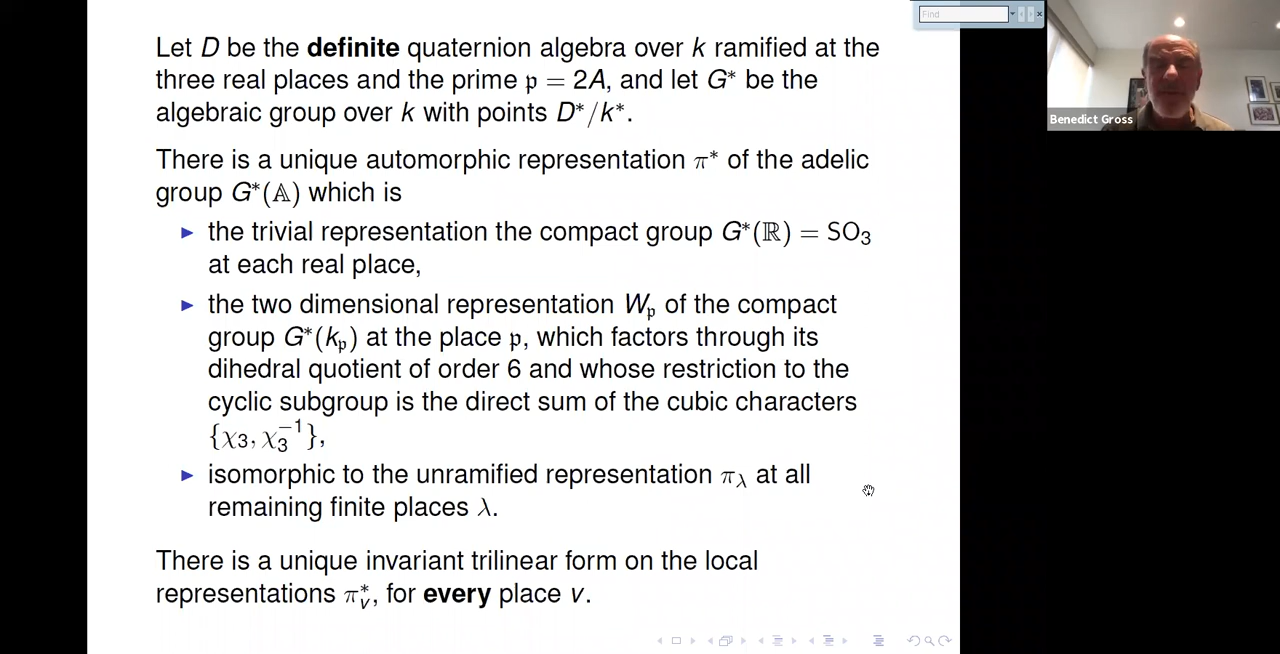 Find
Benedict Gross
Let D be the definite quaternion algebra over k ramified at the
three real places and the prime 𝔭 = 2A, and let G* be the
algebraic group over k with points D*/k*.
There is a unique automorphic representation π* of the adelic
group G*(𝔸) which is
▶ the trivial representation the compact group G*(ℝ) = SO₃
at each real place,
▶ the two dimensional representation W_𝔭 of the compact
group G*(k_𝔭) at the place 𝔭, which factors through its
dihedral quotient of order 6 and whose restriction to the
cyclic subgroup is the direct sum of the cubic characters
{χ₃, χ₃⁻¹},
▶ isomorphic to the unramified representation π_λ at all
remaining finite places λ.
There is a unique invariant trilinear form on the local
representations π*_v, for every place v.